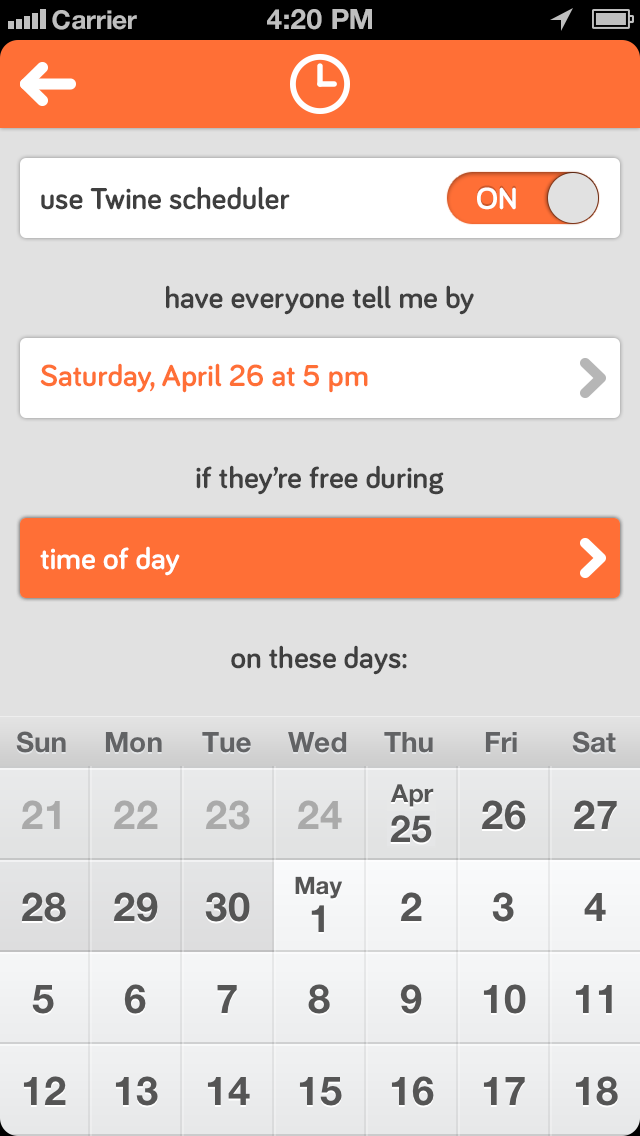 Carrier 4:20 PM
use Twine scheduler ON
have everyone tell me by
Saturday, April 26 at 5 pm
if they're free during
time of day
on these days:
Sun Mon Tue Wed Thu Fri Sat
21 22 23 24 Apr 25 26 27
28 29 30 May 1 2 3 4
5 6 7 8 9 10 11
12 13 14 15 16 17 18